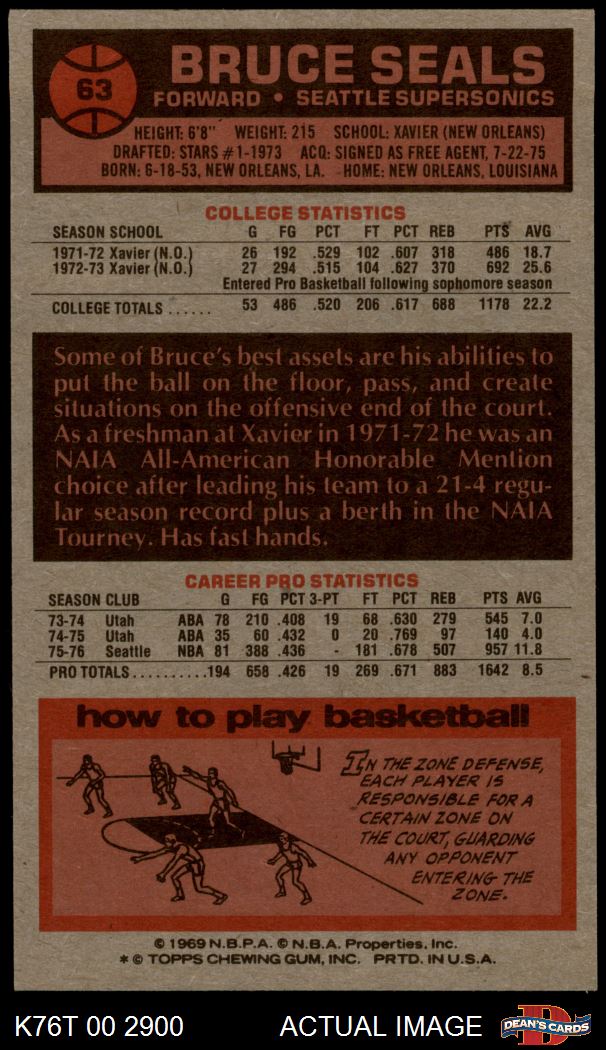 63
BRUCE SEALS
FORWARD • SEATTLE SUPERSONICS
HEIGHT: 6'8" WEIGHT: 215 SCHOOL: XAVIER (NEW ORLEANS)
DRAFTED: STARS #1-1973 ACQ: SIGNED AS FREE AGENT, 7-22-75
BORN: 6-18-53, NEW ORLEANS, LA. HOME: NEW ORLEANS, LOUISIANA
COLLEGE STATISTICS
SEASON SCHOOL G FG PCT FT PCT REB PTS AVG
1971-72 Xavier (N.O.) 26 192 .529 102 .607 318 486 18.7
1972-73 Xavier (N.O.) 27 294 .515 104 .627 370 692 25.6
Entered Pro Basketball following sophomore season
COLLEGE TOTALS ...... 53 486 .520 206 .617 688 1178 22.2
Some of Bruce's best assets are his abilities to
put the ball on the floor, pass, and create
situations on the offensive end of the court.
As a freshman at Xavier in 1971-72 he was an
NAIA All-American Honorable Mention
choice after leading his team to a 21-4 regu-
lar season record plus a berth in the NAIA
Tourney. Has fast hands.
CAREER PRO STATISTICS
SEASON CLUB G FG PCT 3-PT FT PCT REB PTS AVG
73-74 Utah ABA 78 210 .408 19 68 .630 279 545 7.0
74-75 Utah ABA 35 60 .432 0 20 .769 97 140 4.0
75-76 Seattle NBA 81 388 .436 - 181 .678 507 957 11.8
PRO TOTALS..........194 658 .426 19 269 .671 883 1642 8.5
how to play basketball
IN THE ZONE DEFENSE,
EACH PLAYER IS
RESPONSIBLE FOR A
CERTAIN ZONE ON
THE COURT, GUARDING
ANY OPPONENT
ENTERING THE
ZONE.
© 1969 N.B.P.A. © N.B.A. Properties, Inc.
* © TOPPS CHEWING GUM, INC. PRTD. IN U.S.A.
K76T 00 2900 ACTUAL IMAGE DEAN'S CARDS